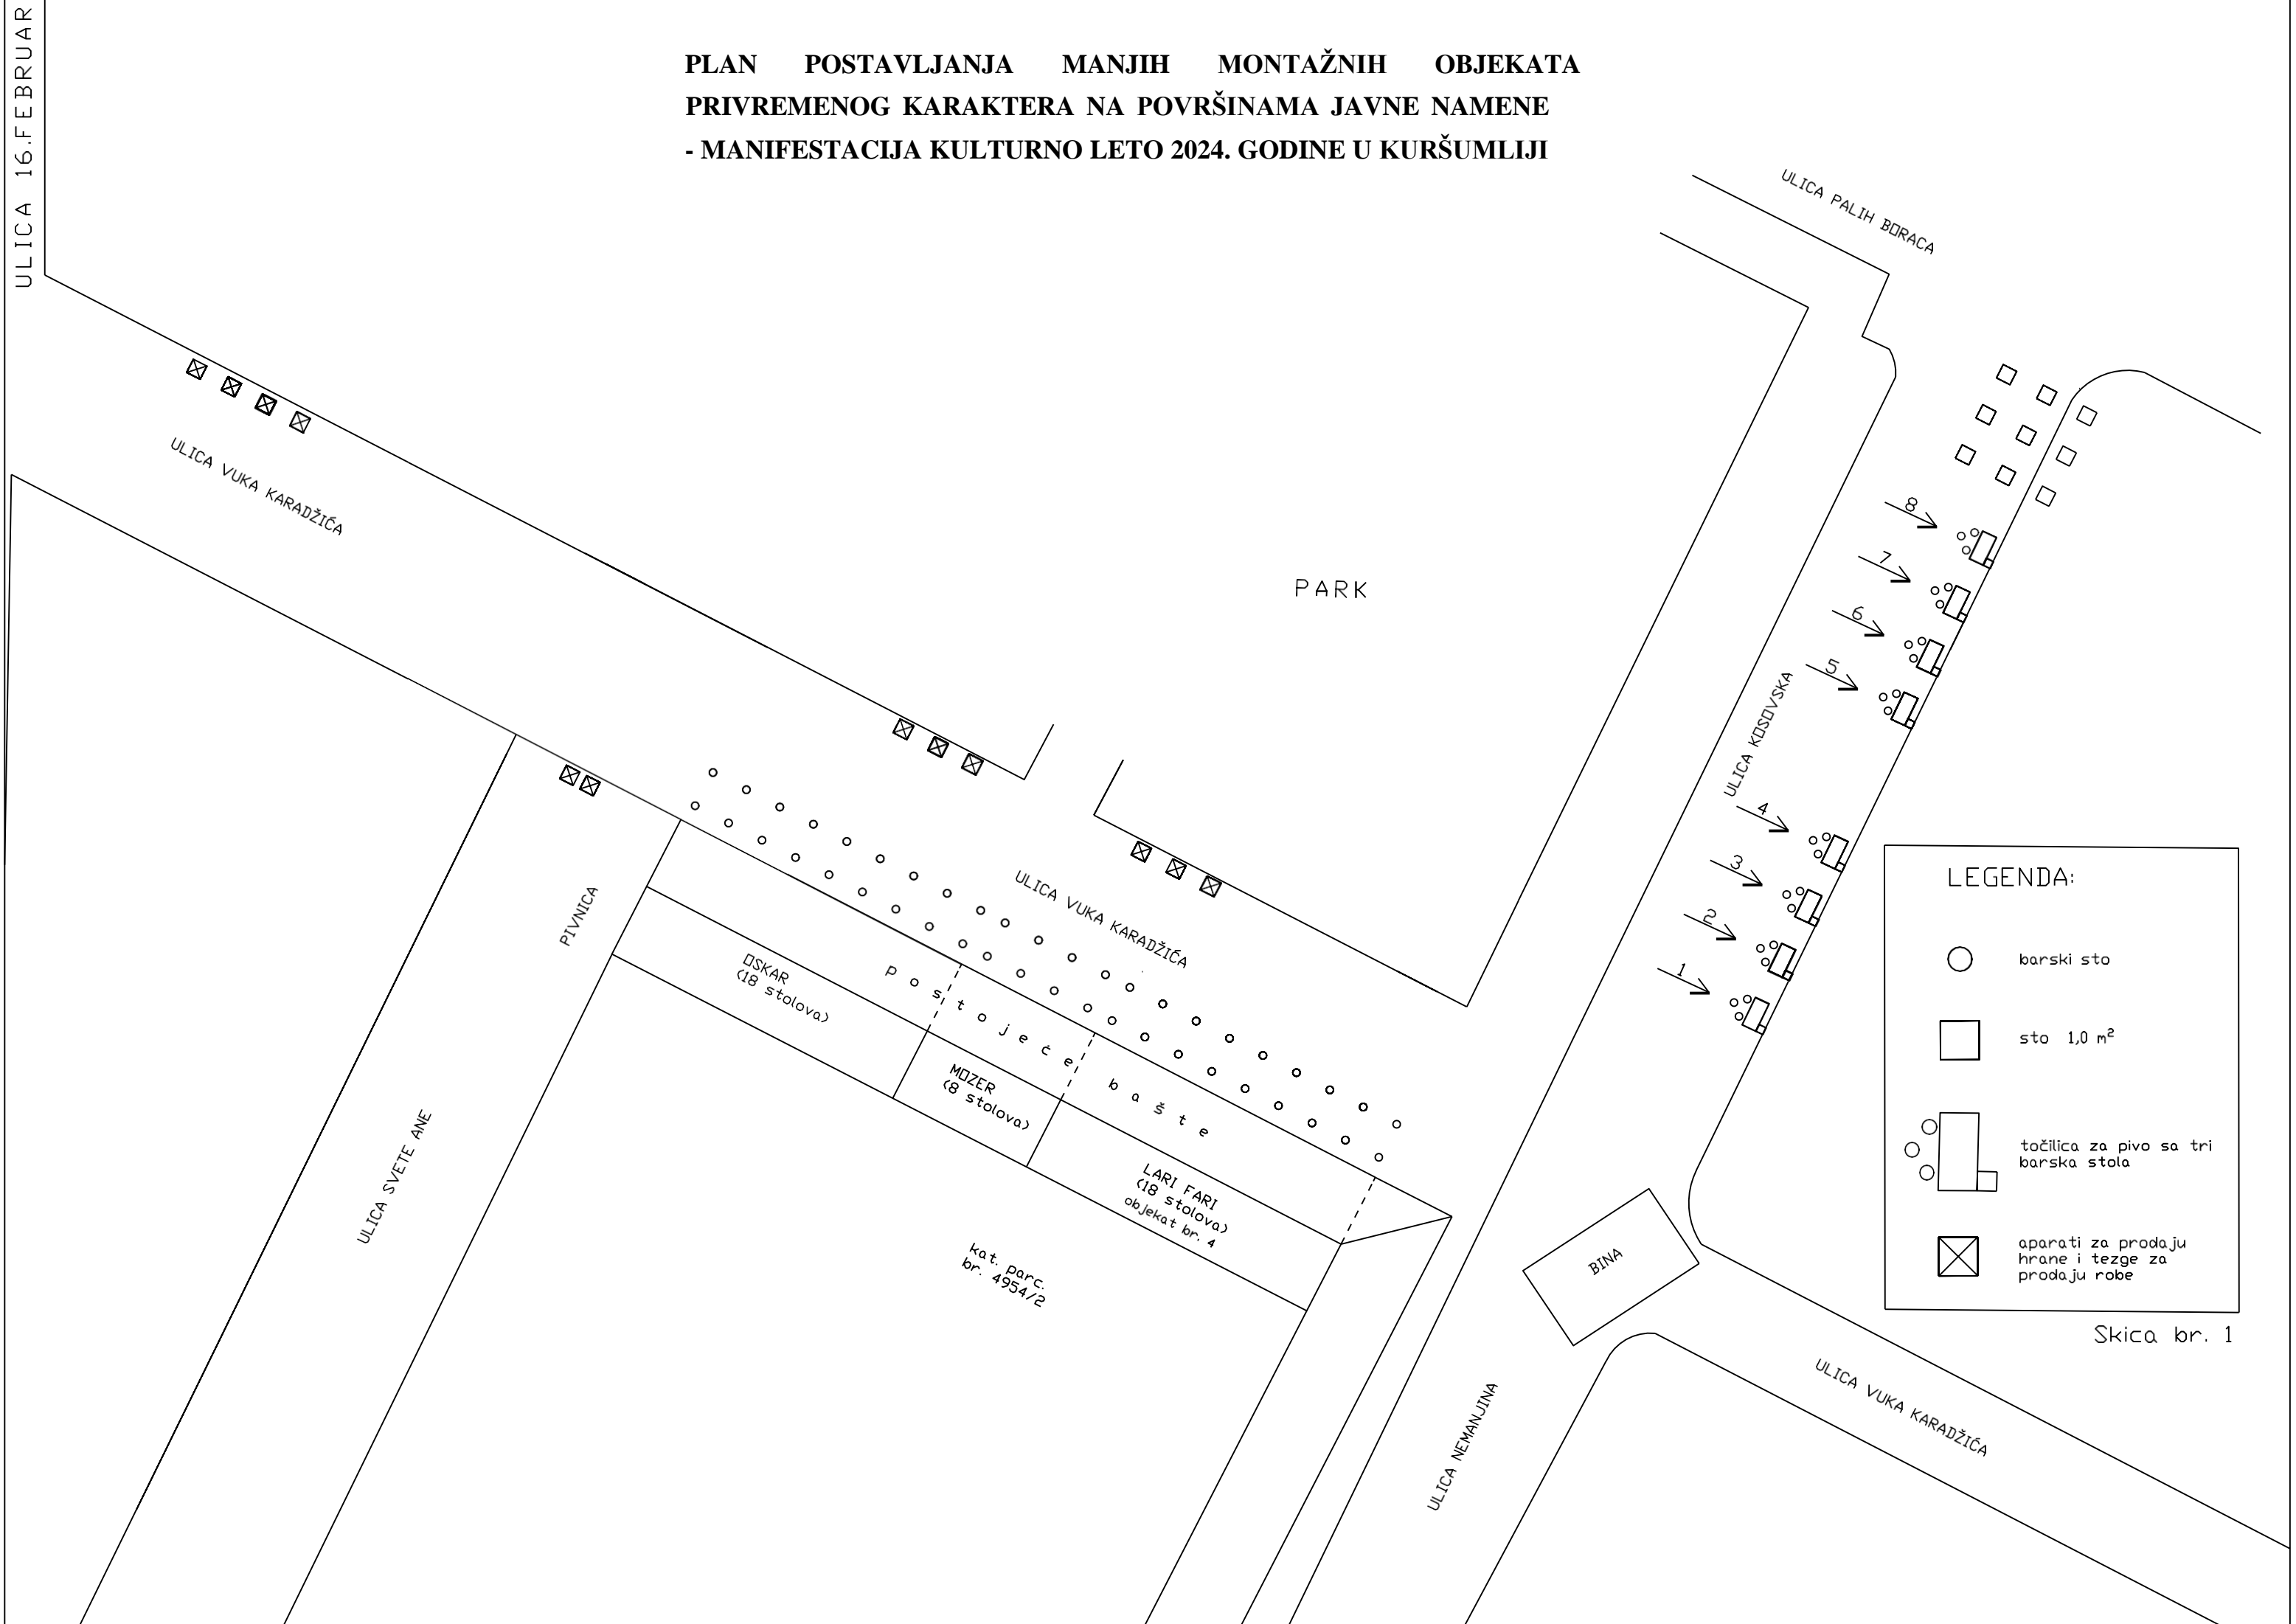 PLAN POSTAVLJANJA MANJIH MONTAŽNIH OBJEKATA
PRIVREMENOG KARAKTERA NA POVRŠINAMA JAVNE NAMENE
- MANIFESTACIJA KULTURNO LETO 2024. GODINE U KURŠUMLIJI
ULICA 16.FEBRUAR
ULICA PALIH BORACA
ULICA VUKA KARADŽIĆA
PARK
8
7
6
5
ULICA KOSOVSKA
4
3
2
1
ULICA VUKA KARADŽIĆA
PIVNICA
OSKAR
(18 stolova)
Postojeće bašte
MOZER
(8 stolova)
LARI FARI
(18 stolova)
objekat br. 4
kat. parc.
br. 4954/2
ULICA SVETE ANE
BINA
ULICA NEMANJINA
ULICA VUKA KARADŽIĆA
LEGENDA:
barski sto
sto 1,0 m²
točilica za pivo sa tri
barska stola
aparati za prodaju
hrane i tezge za
prodaju robe
Skica br. 1